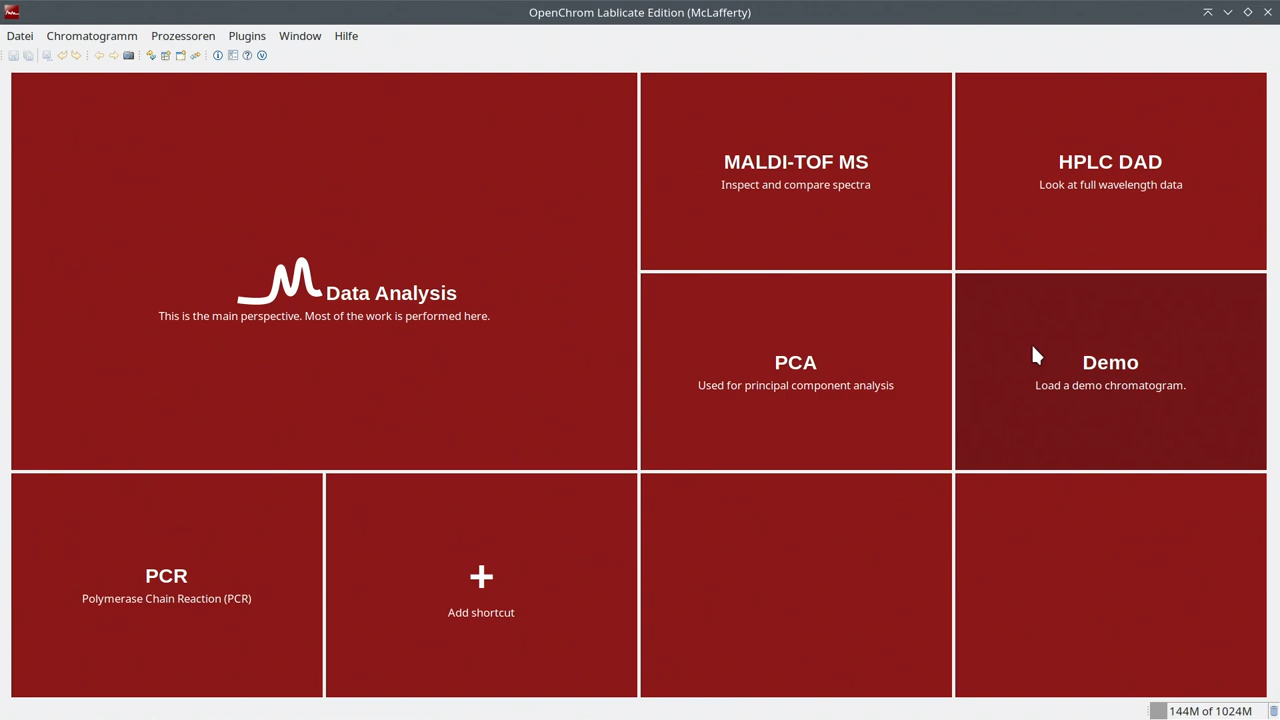 OpenChrom Lablicate Edition (McLafferty)
Datei Chromatogramm Prozessoren Plugins Window Hilfe
MALDI-TOF MS
Inspect and compare spectra
HPLC DAD
Look at full wavelength data
Data Analysis
This is the main perspective. Most of the work is performed here.
PCA
Used for principal component analysis
Demo
Load a demo chromatogram.
PCR
Polymerase Chain Reaction (PCR)
+
Add shortcut
144M of 1024M